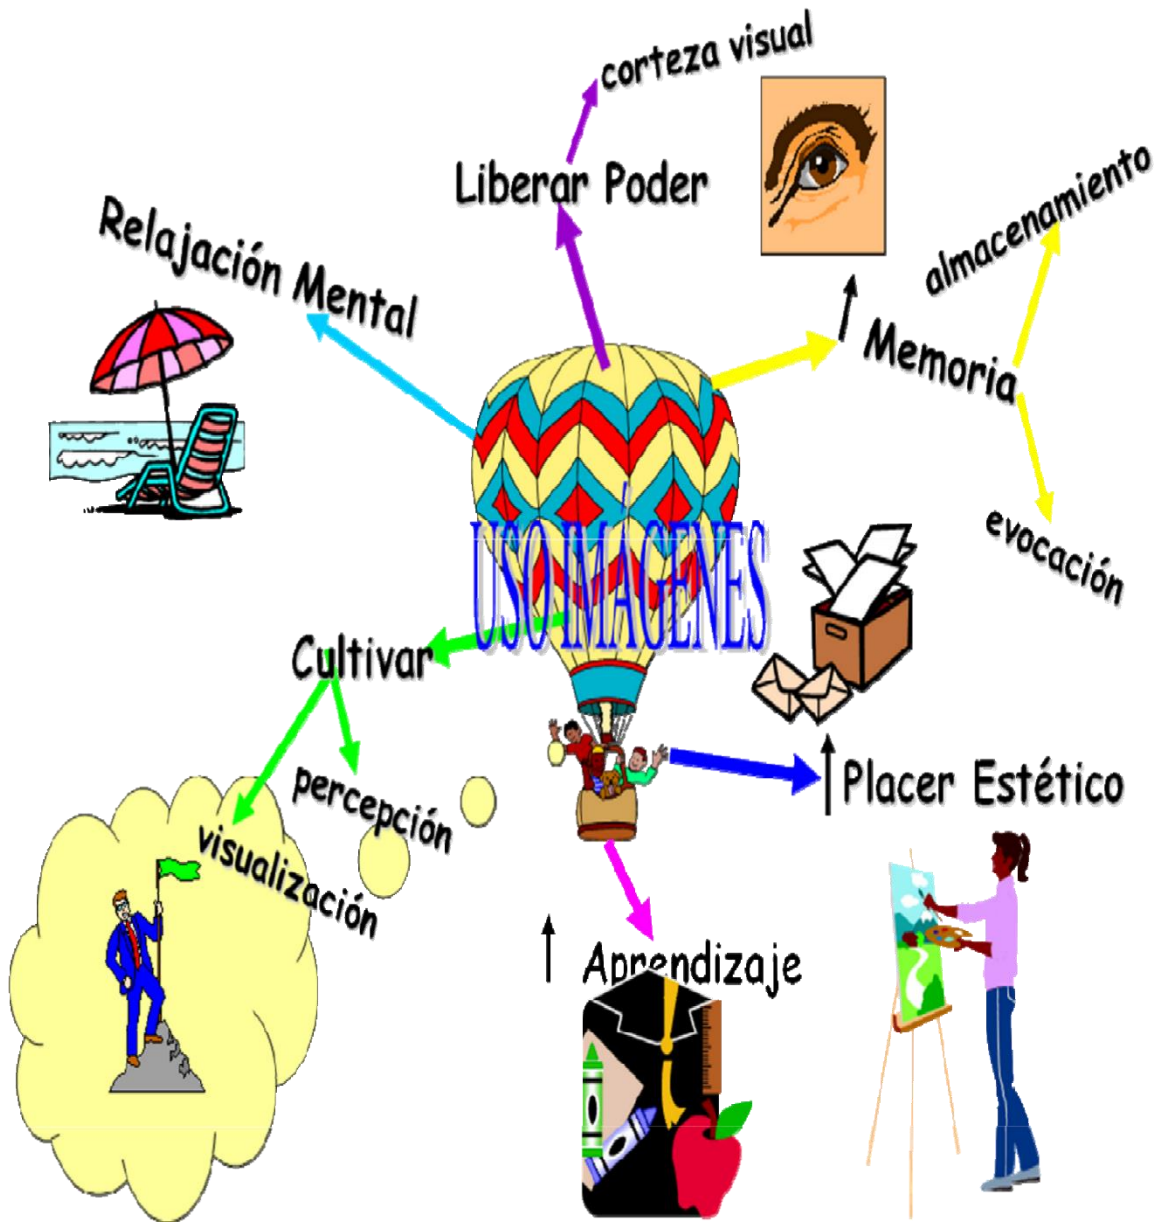 corteza visual
Liberar Poder
Relajación Mental
almacenamiento
Memoria
evocación
USO IMÁGENES
Cultivar
percepción
visualización
Placer Estético
Aprendizaje